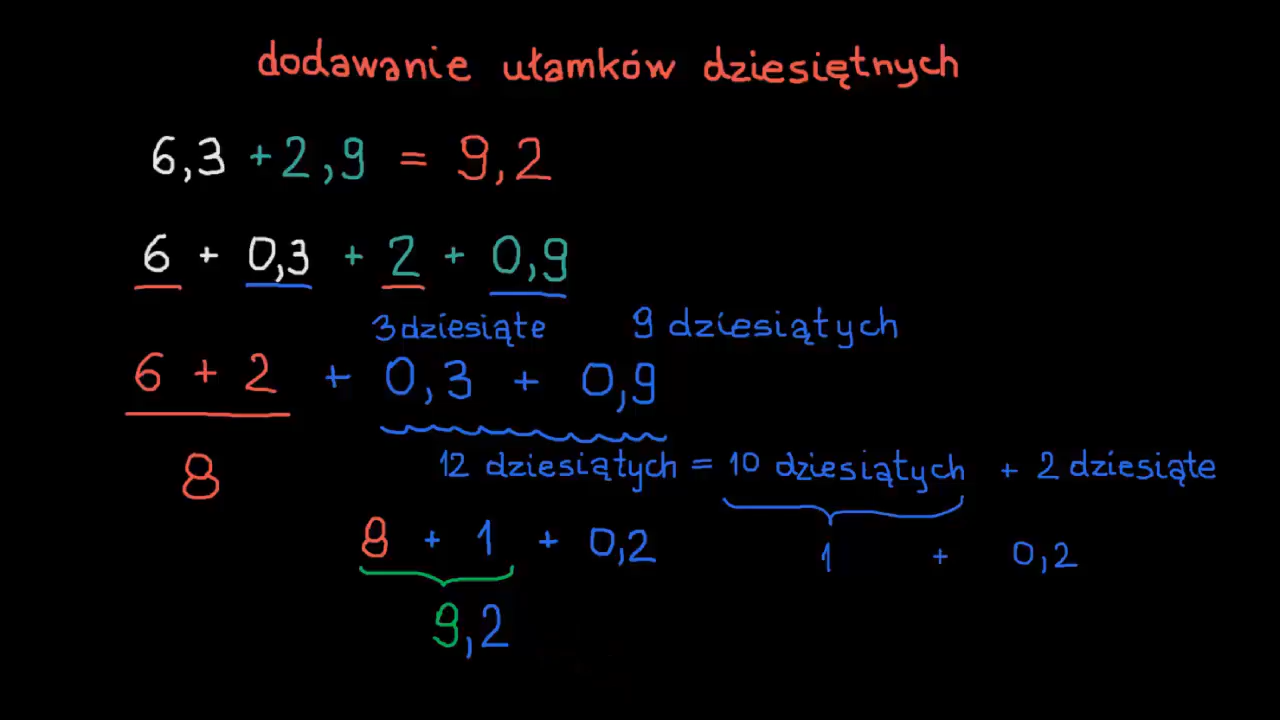 dodawanie ułamków dziesiętnych
6,3 + 2,9 = 9,2
6 + 0,3 + 2 + 0,9
3 dziesiąte 9 dziesiątych
6 + 2 + 0,3 + 0,9
12 dziesiątych = 10 dziesiątych + 2 dziesiąte
8
8 + 1 + 0,2
1 + 0,2
9,2